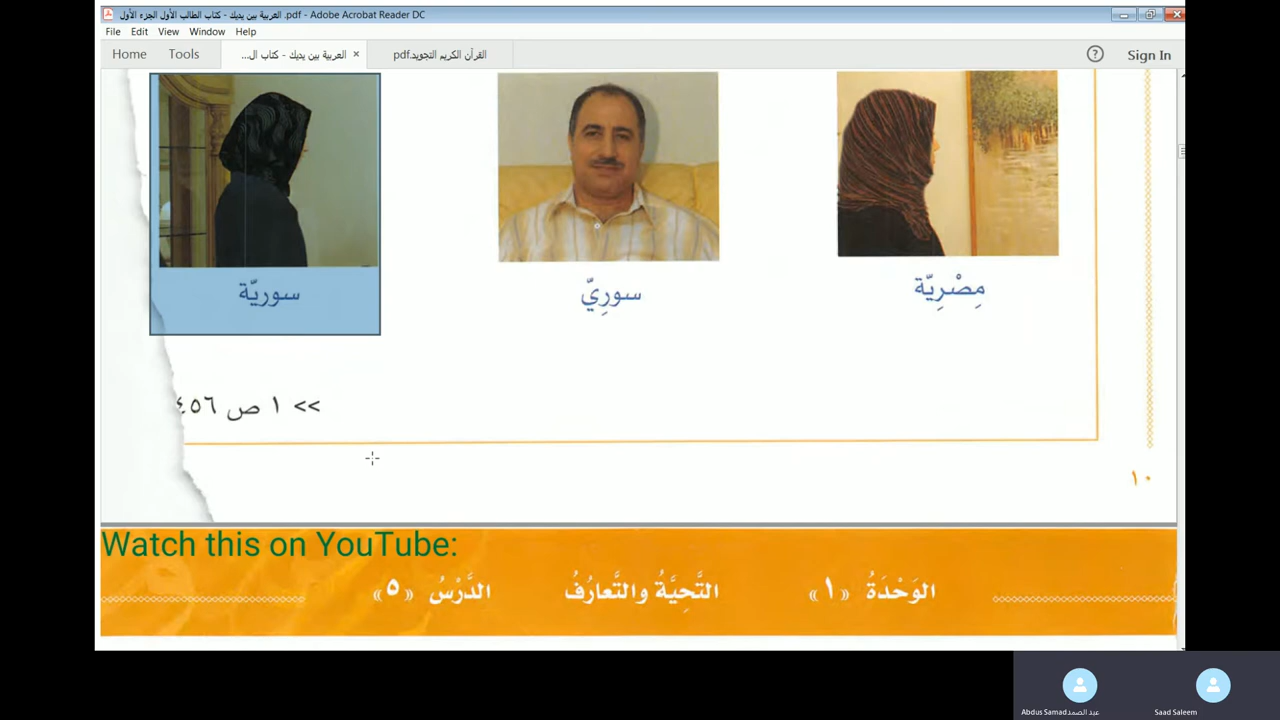 العربية بين يديك - كتاب الطالب الأول الجزء الأول .pdf - Adobe Acrobat Reader DC
File Edit View Window Help
Home Tools العربية بين يديك - كتاب ال... القرآن الكريم التجويد.pdf Sign In
مِصْرِيّة سورِيّ سوريّة
<< ١ ص ٤٥٦
١٠
Watch this on YouTube:
الوَحْدَةُ «١» التَّحِيَّةُ والتَّعارُفُ الدَّرْسُ «٥»
Abdus Samad عبد الصمد Saad Saleem